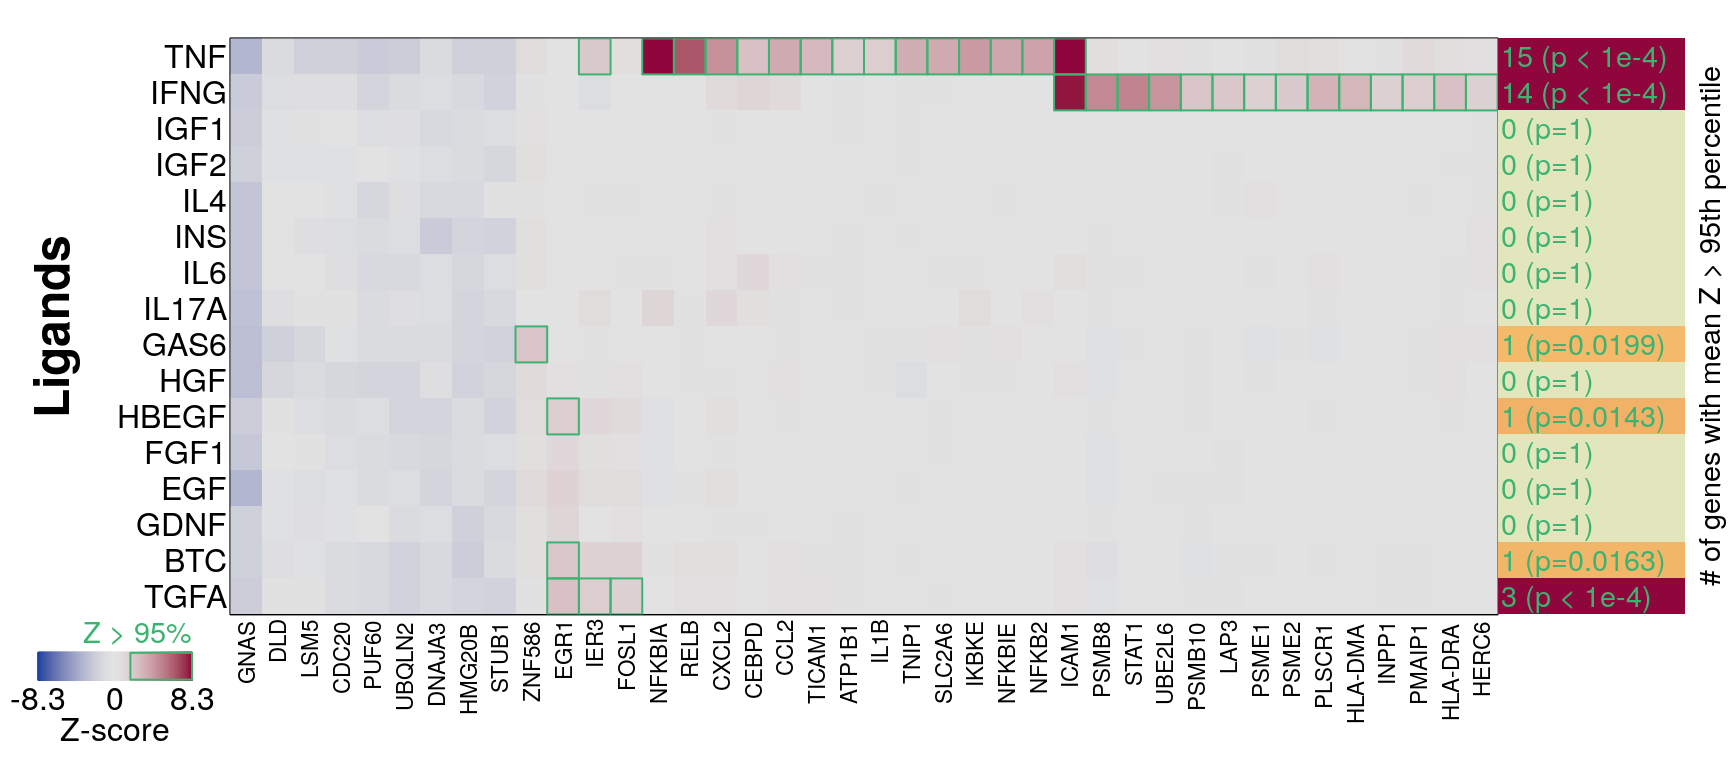 TNF 15 (p < 1e-4)
IFNG 14 (p < 1e-4)
IGF1 0 (p=1)
IGF2 0 (p=1)
IL4 0 (p=1)
INS 0 (p=1)
IL6 0 (p=1)
IL17A 0 (p=1)
GAS6 1 (p=0.0199)
HGF 0 (p=1)
HBEGF 1 (p=0.0143)
FGF1 0 (p=1)
EGF 0 (p=1)
GDNF 0 (p=1)
BTC 1 (p=0.0163)
TGFA 3 (p < 1e-4)
Ligands
# of genes with mean Z > 95th percentile
GNAS
DLD
LSM5
CDC20
PUF60
UBQLN2
DNAJA3
HMG20B
STUB1
ZNF586
EGR1
IER3
FOSL1
NFKBIA
RELB
CXCL2
CEBPD
CCL2
TICAM1
ATP1B1
IL1B
TNIP1
SLC2A6
IKBKE
NFKBIE
NFKB2
ICAM1
PSMB8
STAT1
UBE2L6
PSMB10
LAP3
PSME1
PSME2
PLSCR1
HLA-DMA
INPP1
PMAIP1
HLA-DRA
HERC6
Z > 95%
-8.3 0 8.3
Z-score